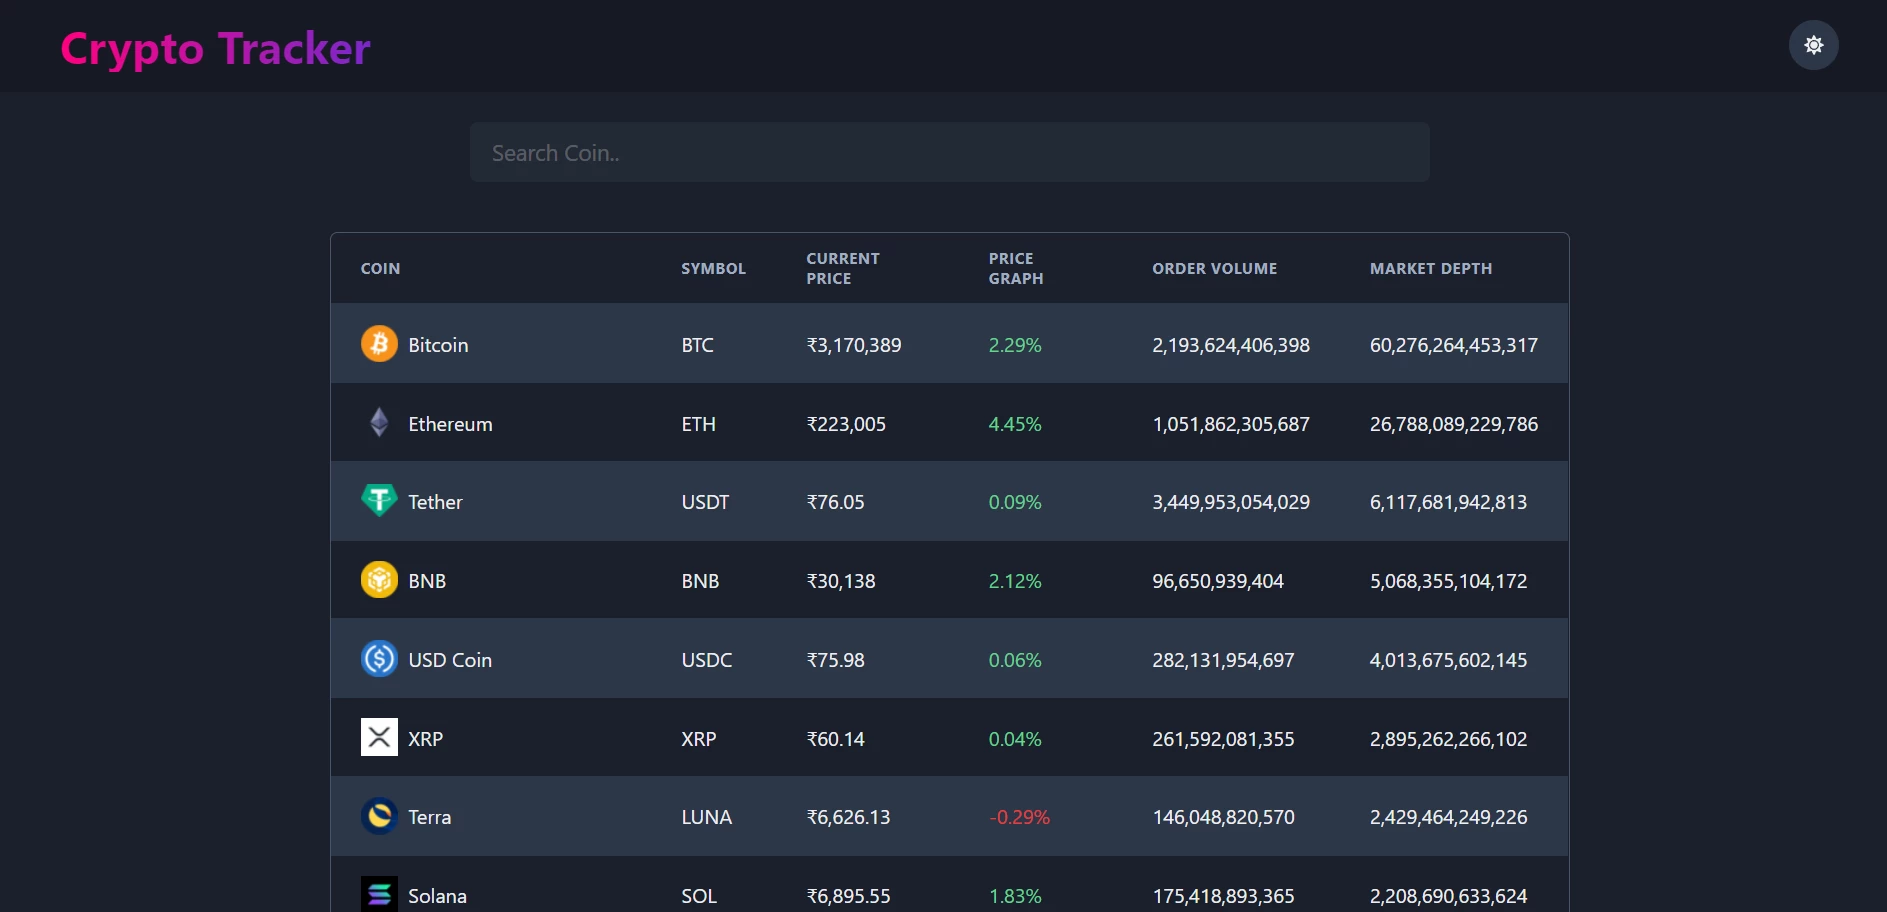 Crypto Tracker
Search Coin..
COIN SYMBOL CURRENT PRICE PRICE GRAPH ORDER VOLUME MARKET DEPTH
Bitcoin BTC ₹3,170,389 2.29% 2,193,624,406,398 60,276,264,453,317
Ethereum ETH ₹223,005 4.45% 1,051,862,305,687 26,788,089,229,786
Tether USDT ₹76.05 0.09% 3,449,953,054,029 6,117,681,942,813
BNB BNB ₹30,138 2.12% 96,650,939,404 5,068,355,104,172
USD Coin USDC ₹75.98 0.06% 282,131,954,697 4,013,675,602,145
XRP XRP ₹60.14 0.04% 261,592,081,355 2,895,262,266,102
Terra LUNA ₹6,626.13 -0.29% 146,048,820,570 2,429,464,249,226
Solana SOL ₹6,895.55 1.83% 175,418,893,365 2,208,690,633,624